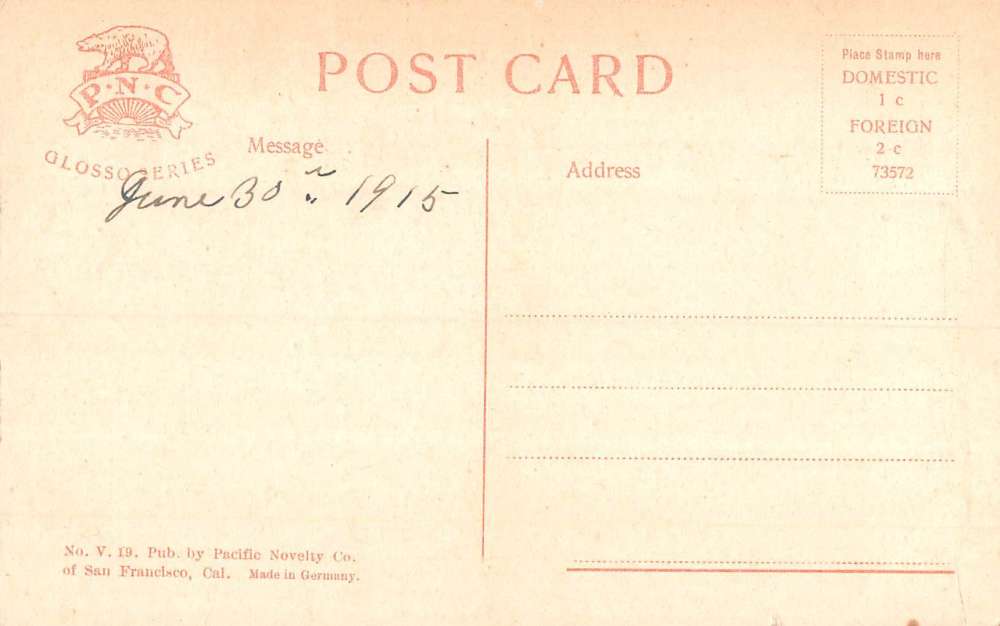 P·N·C
GLOSSO SERIES
POST CARD
Place Stamp here
DOMESTIC
1 c
FOREIGN
2 c
73572
Message
Address
June 30th 1915
No. V. 19. Pub. by Pacific Novelty Co.
of San Francisco, Cal. Made in Germany.